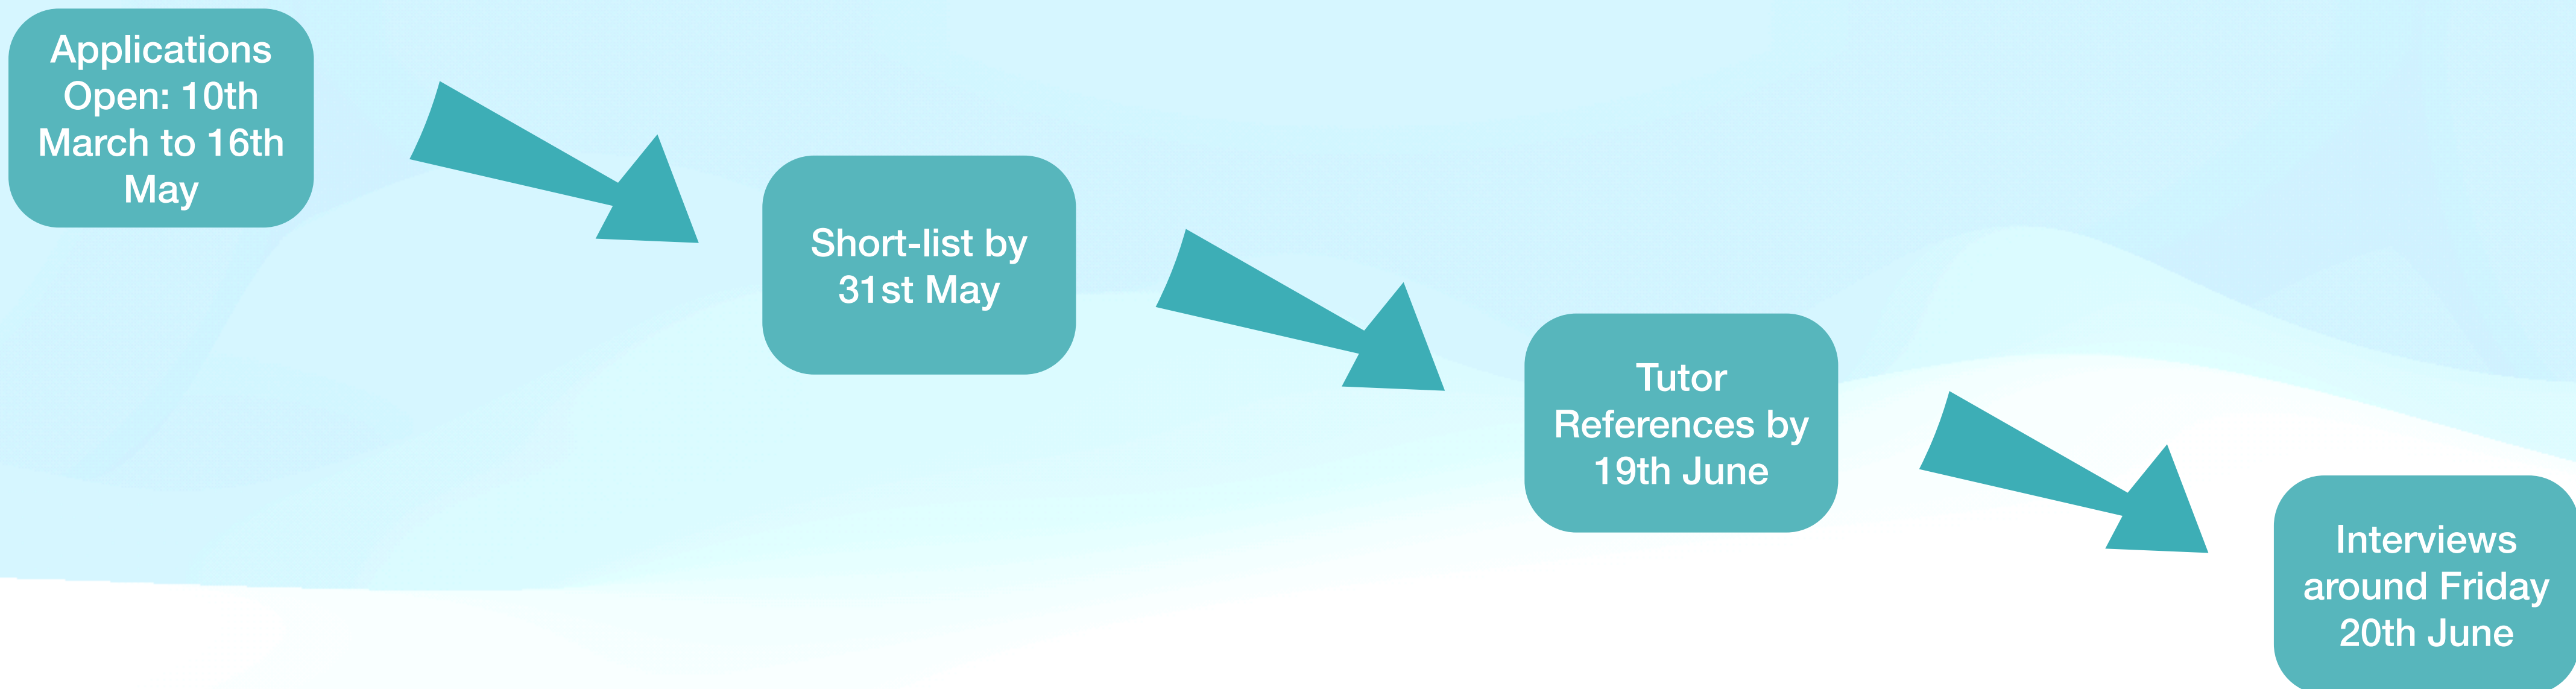 Applications
Open: 10th
March to 16th
May
Short-list by
31st May
Tutor
References by
19th June
Interviews
around Friday
20th June